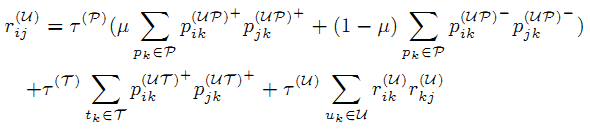 r_{ij}^{(\mathcal{U})} = \tau^{(\mathcal{P})} (\mu \sum_{p_k \in \mathcal{P}} p_{ik}^{(\mathcal{UP})^+} p_{jk}^{(\mathcal{UP})^+} + (1 - \mu) \sum_{p_k \in \mathcal{P}} p_{ik}^{(\mathcal{UP})^-} p_{jk}^{(\mathcal{UP})^-})
+\tau^{(\mathcal{T})} \sum_{t_k \in \mathcal{T}} p_{ik}^{(\mathcal{UT})^+} p_{jk}^{(\mathcal{UT})^+} + \tau^{(\mathcal{U})} \sum_{u_k \in \mathcal{U}} r_{ik}^{(\mathcal{U})} r_{kj}^{(\mathcal{U})}